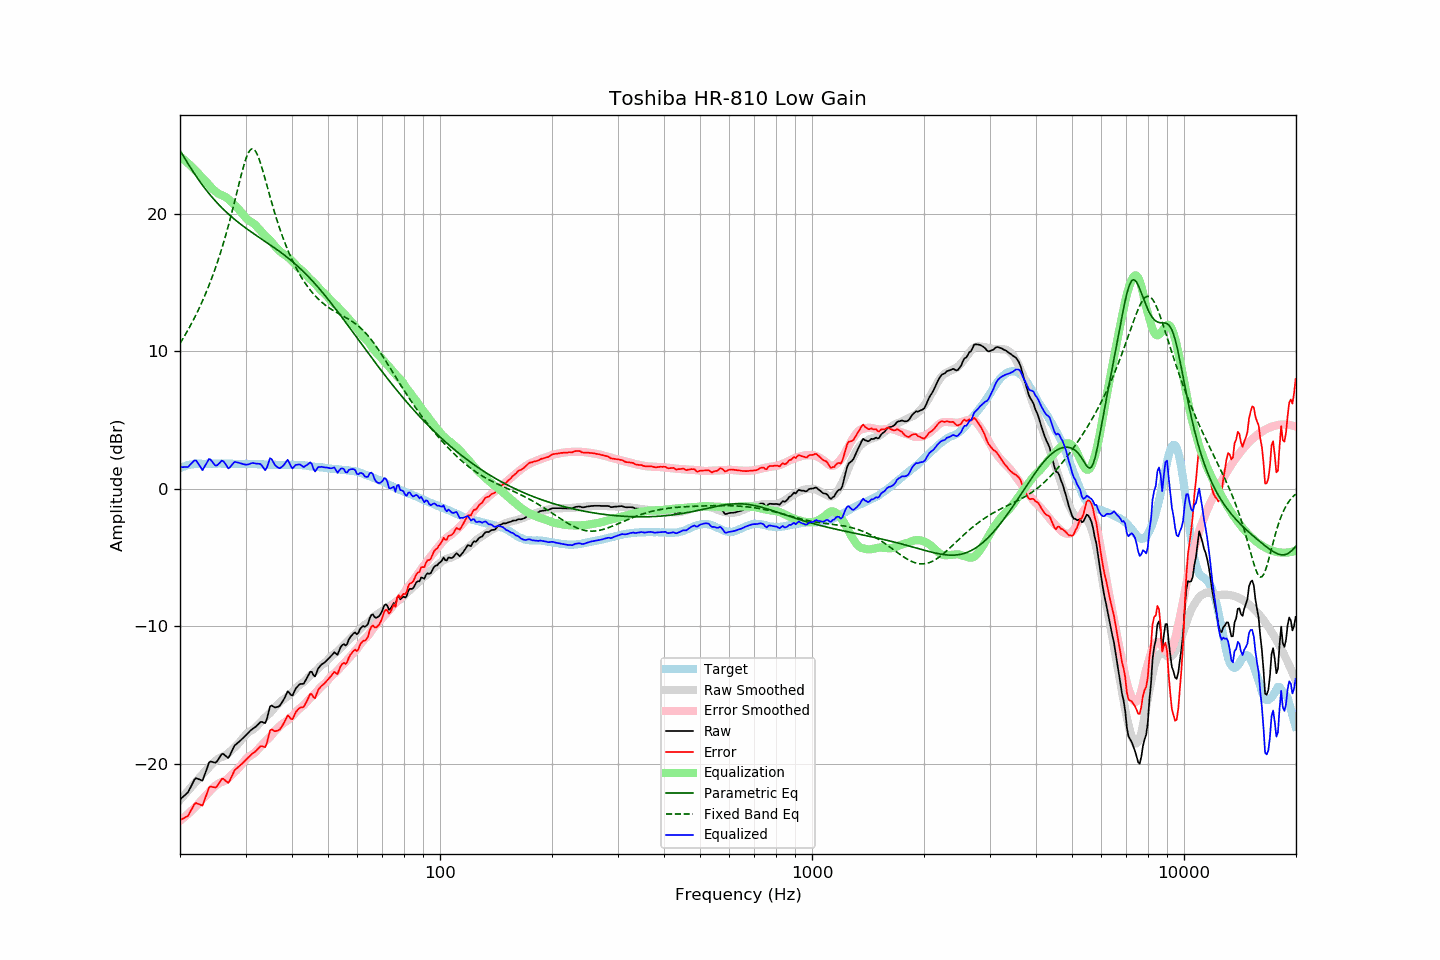 Toshiba HR-810 Low Gain
Amplitude (dBr)
20
10
0
−10
−20
100
1000
10000
Frequency (Hz)
Target
Raw Smoothed
Error Smoothed
Raw
Error
Equalization
Parametric Eq
Fixed Band Eq
Equalized